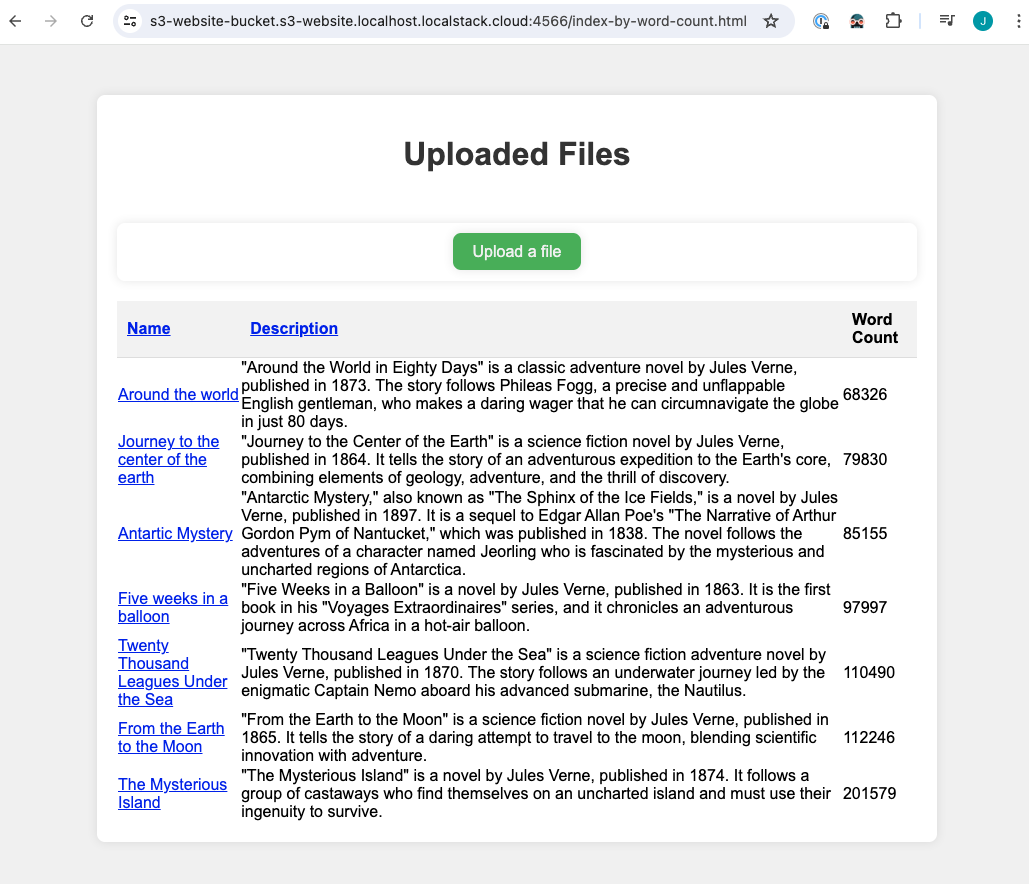 s3-website-bucket.s3-website.localhost.localstack.cloud:4566/index-by-word-count.html
J
Uploaded Files
Upload a file
Name
Description
Word
Count
Around the world
"Around the World in Eighty Days" is a classic adventure novel by Jules Verne,
published in 1873. The story follows Phileas Fogg, a precise and unflappable
English gentleman, who makes a daring wager that he can circumnavigate the globe
in just 80 days.
68326
Journey to the
center of the
earth
"Journey to the Center of the Earth" is a science fiction novel by Jules Verne,
published in 1864. It tells the story of an adventurous expedition to the Earth's core,
combining elements of geology, adventure, and the thrill of discovery.
79830
Antartic Mystery
"Antarctic Mystery," also known as "The Sphinx of the Ice Fields," is a novel by Jules
Verne, published in 1897. It is a sequel to Edgar Allan Poe's "The Narrative of Arthur
Gordon Pym of Nantucket," which was published in 1838. The novel follows the
adventures of a character named Jeorling who is fascinated by the mysterious and
uncharted regions of Antarctica.
85155
Five weeks in a
balloon
"Five Weeks in a Balloon" is a novel by Jules Verne, published in 1863. It is the first
book in his "Voyages Extraordinaires" series, and it chronicles an adventurous
journey across Africa in a hot-air balloon.
97997
Twenty
Thousand
Leagues Under
the Sea
"Twenty Thousand Leagues Under the Sea" is a science fiction adventure novel by
Jules Verne, published in 1870. The story follows an underwater journey led by the
enigmatic Captain Nemo aboard his advanced submarine, the Nautilus.
110490
From the Earth
to the Moon
"From the Earth to the Moon" is a science fiction novel by Jules Verne, published in
1865. It tells the story of a daring attempt to travel to the moon, blending scientific
innovation with adventure.
112246
The Mysterious
Island
"The Mysterious Island" is a novel by Jules Verne, published in 1874. It follows a
group of castaways who find themselves on an uncharted island and must use their
ingenuity to survive.
201579